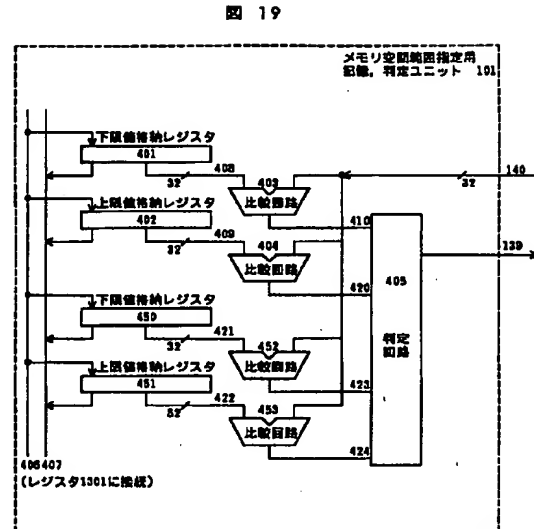 図 19
メモリ空間範囲指定用
記憶，判定ユニット 101
下限値格納レジスタ
401
32
408
403
比較回路
32
140
上限値格納レジスタ
402
32
409
404
比較回路
410
139
405
判定
回路
420
下限値格納レジスタ
450
32
421
452
比較回路
423
上限値格納レジスタ
451
32
422
453
比較回路
424
406 407
(レジスタ1301に接続)